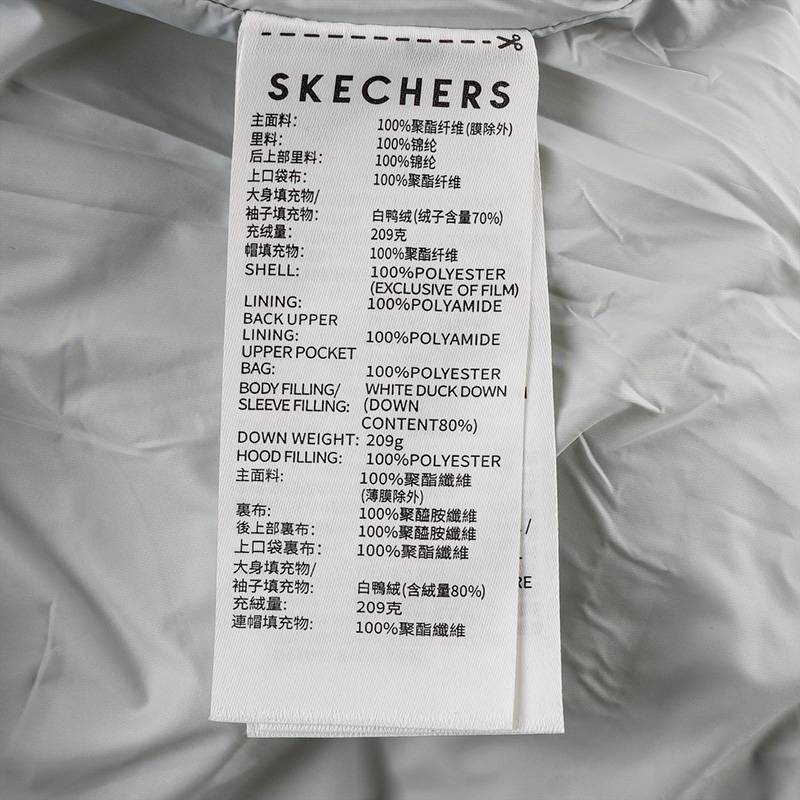 SKECHERS
主面料： 100%聚酯纤维(膜除外)
里料： 100%锦纶
后上部里料： 100%锦纶
上口袋布： 100%聚酯纤维
大身填充物/
袖子填充物： 白鸭绒(绒子含量70%)
充绒量： 209克
帽填充物： 100%聚酯纤维
SHELL: 100%POLYESTER
(EXCLUSIVE OF FILM)
LINING: 100%POLYAMIDE
BACK UPPER
LINING: 100%POLYAMIDE
UPPER POCKET
BAG: 100%POLYESTER
BODY FILLING/ WHITE DUCK DOWN
SLEEVE FILLING: (DOWN
CONTENT80%)
DOWN WEIGHT: 209g
HOOD FILLING: 100%POLYESTER
主面料: 100%聚酯纖維
(薄膜除外)
裏布： 100%聚醯胺纖維
後上部裏布： 100%聚醯胺纖維
上口袋裏布： 100%聚酯纖維
大身填充物/
袖子填充物: 白鴨絨(含絨量80%)
充絨量: 209克
連帽填充物: 100%聚酯纖維
/
RE